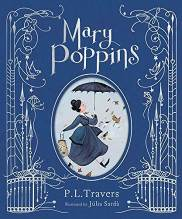 Mary
Poppins
P.L.Travers
Illustrated by Júlia Sardà